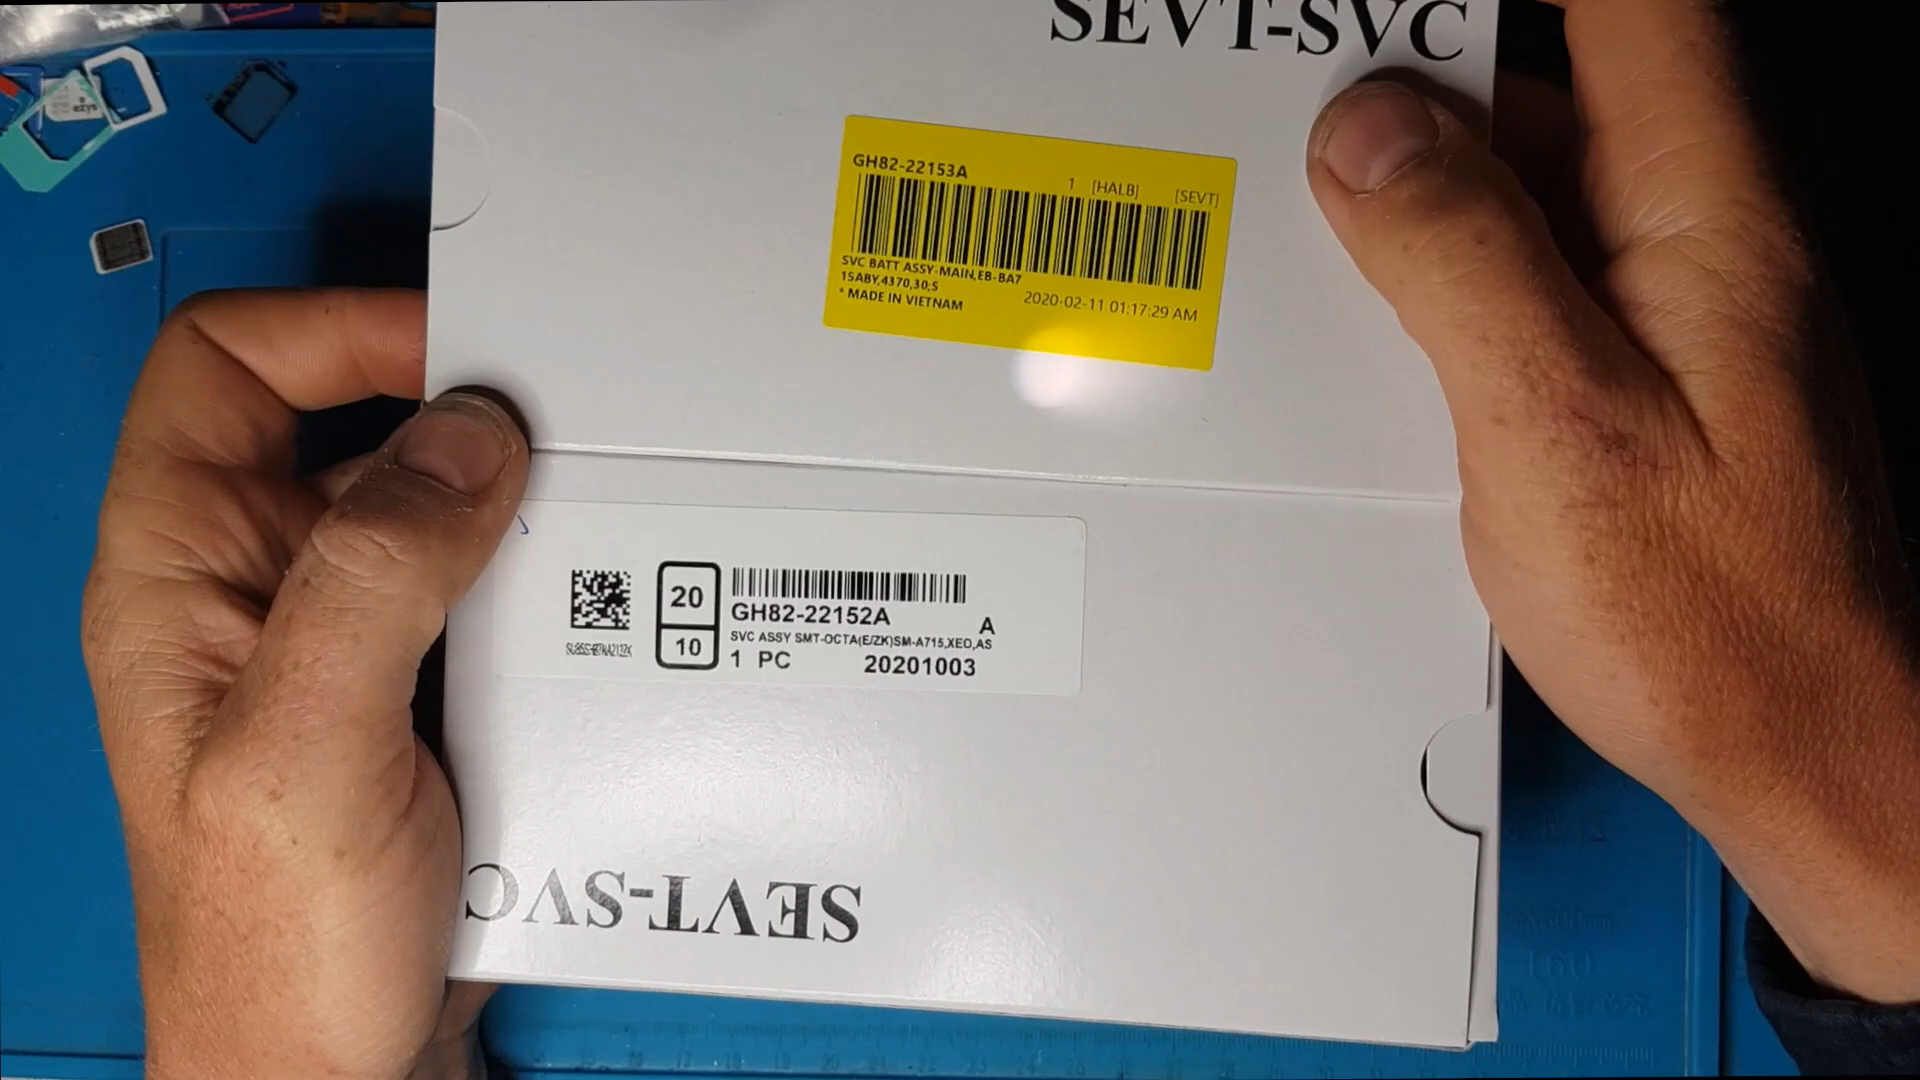 SEVT-SVC
GH82-22153A
1 [HALB] [SEVT]
SVC BATT ASSY-MAIN,EB-BA7
15ABY,4370,30;S
* MADE IN VIETNAM
2020-02-11 01:17:29 AM
20
10
GH82-22152A
A
SVC ASSY SMT-OCTA(E/ZK)SM-A715,XEO,AS
1 PC
20201003
SEVT-SVC
ezys
160